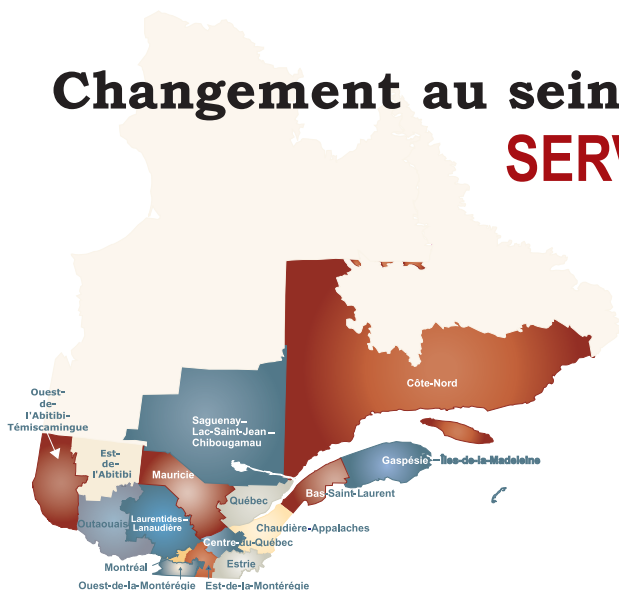 Changement au sein
SERV
Côte-Nord
Ouest-
de-
l'Abitibi-
Témiscamingue
Saguenay–
Lac-Saint-Jean–
Chibougamau
Est-
de-
l'Abitibi
Mauricie
Gaspésie–Îles-de-la-Madeleine
Québec
Bas-Saint-Laurent
Outaouais
Laurentides-
Lanaudière
Chaudière-Appalaches
Centre-du-Québec
Montréal
Estrie
Ouest-de-la-Montérégie
Est-de-la-Montérégie